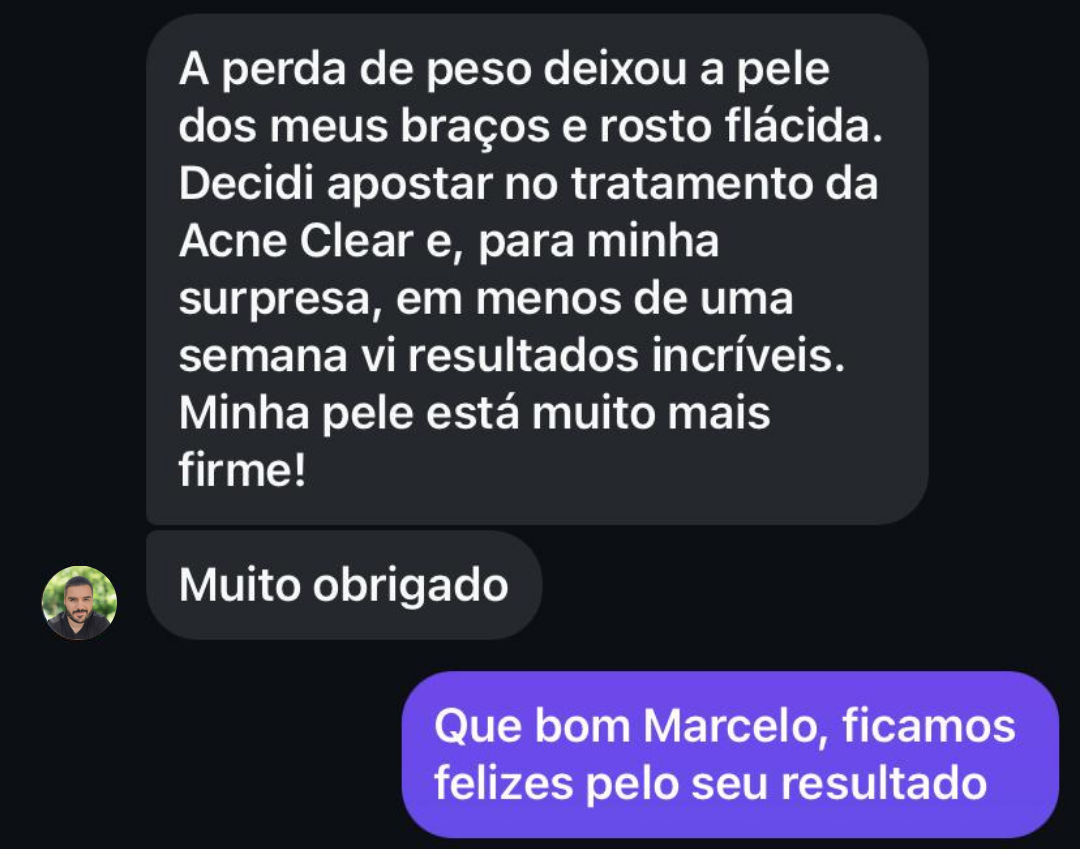 A perda de peso deixou a pele
dos meus braços e rosto flácida.
Decidi apostar no tratamento da
Acne Clear e, para minha
surpresa, em menos de uma
semana vi resultados incríveis.
Minha pele está muito mais
firme!
Muito obrigado
Que bom Marcelo, ficamos
felizes pelo seu resultado